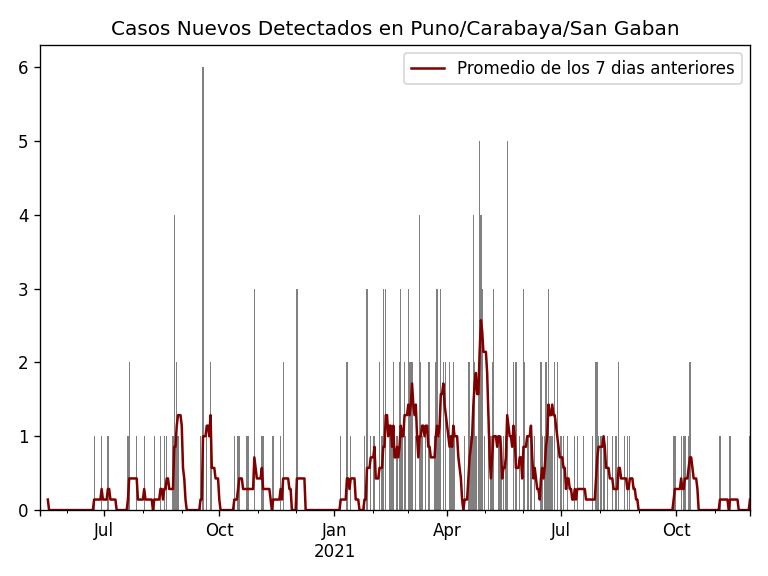 Casos Nuevos Detectados en Puno/Carabaya/San Gaban
Promedio de los 7 dias anteriores
6
5
4
3
2
1
0
Jul Oct Jan Apr Jul Oct
2021